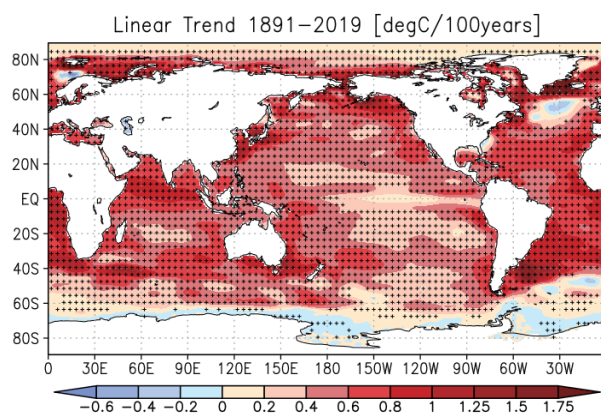 Linear Trend 1891−2019 [degC/100years]
80N
60N
40N
20N
EQ
20S
40S
60S
80S
0 30E 60E 90E 120E 150E 180 150W 120W 90W 60W 30W
−0.6 −0.4 −0.2 0 0.2 0.4 0.6 0.8 1 1.25 1.5 1.75